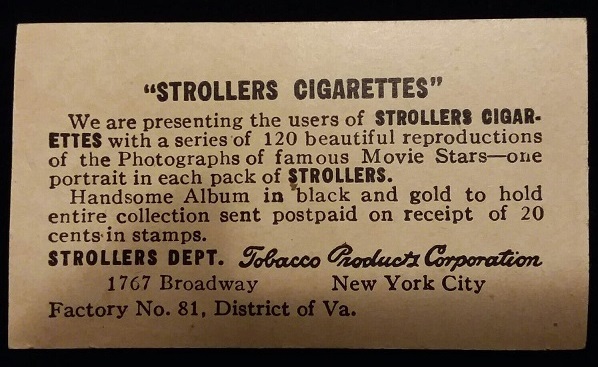 "STROLLERS CIGARETTES"
We are presenting the users of STROLLERS CIGAR-
ETTES with a series of 120 beautiful reproductions
of the Photographs of famous Movie Stars—one
portrait in each pack of STROLLERS.
Handsome Album in black and gold to hold
entire collection sent postpaid on receipt of 20
cents in stamps.
STROLLERS DEPT. Tobacco Products Corporation
1767 Broadway New York City
Factory No. 81, District of Va.